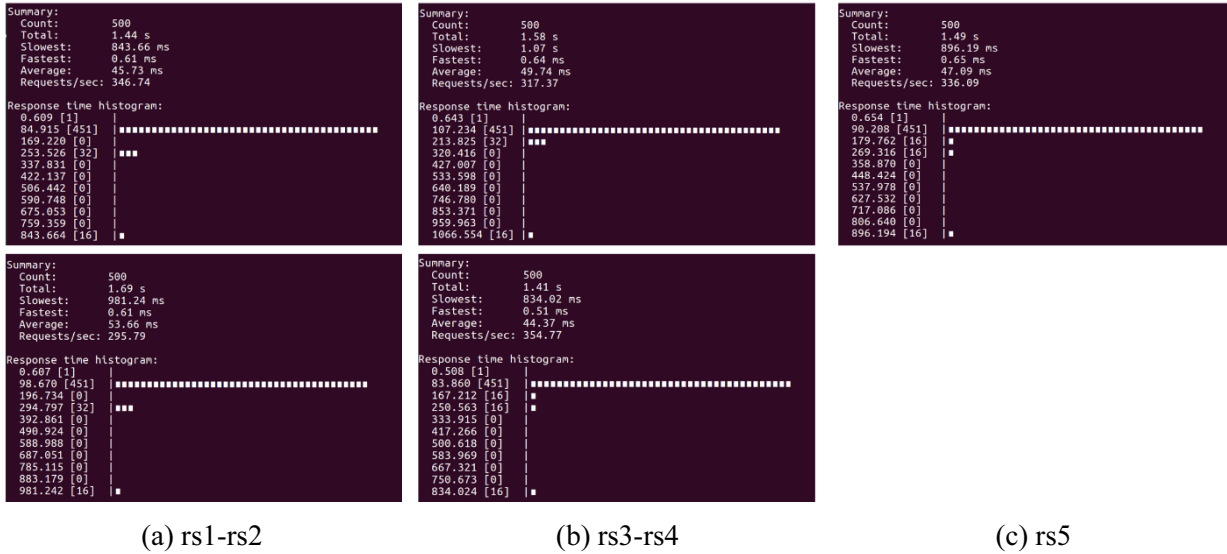 Summary:
Count: 500
Total: 1.44 s
Slowest: 843.66 ms
Fastest: 0.61 ms
Average: 45.73 ms
Requests/sec: 346.74
Response time histogram:
0.609 [1] |
84.915 [451] |
169.220 [0] |
253.526 [32] |
337.831 [0] |
422.137 [0] |
506.442 [0] |
590.748 [0] |
675.053 [0] |
759.359 [0] |
843.664 [16] |
Summary:
Count: 500
Total: 1.69 s
Slowest: 981.24 ms
Fastest: 0.61 ms
Average: 53.66 ms
Requests/sec: 295.79
Response time histogram:
0.607 [1] |
98.670 [451] |
196.734 [0] |
294.797 [32] |
392.861 [0] |
490.924 [0] |
588.988 [0] |
687.051 [0] |
785.115 [0] |
883.179 [0] |
981.242 [16] |
(a) rs1-rs2
Summary:
Count: 500
Total: 1.58 s
Slowest: 1.07 s
Fastest: 0.64 ms
Average: 49.74 ms
Requests/sec: 317.37
Response time histogram:
0.643 [1] |
107.234 [451] |
213.825 [32] |
320.416 [0] |
427.007 [0] |
533.598 [0] |
640.189 [0] |
746.780 [0] |
853.371 [0] |
959.963 [0] |
1066.554 [16] |
Summary:
Count: 500
Total: 1.41 s
Slowest: 834.02 ms
Fastest: 0.51 ms
Average: 44.37 ms
Requests/sec: 354.77
Response time histogram:
0.508 [1] |
83.860 [451] |
167.212 [16] |
250.563 [16] |
333.915 [0] |
417.266 [0] |
500.618 [0] |
583.969 [0] |
667.321 [0] |
750.673 [0] |
834.024 [16] |
(b) rs3-rs4
Summary:
Count: 500
Total: 1.49 s
Slowest: 896.19 ms
Fastest: 0.65 ms
Average: 47.09 ms
Requests/sec: 336.09
Response time histogram:
0.654 [1] |
90.208 [451] |
179.762 [16] |
269.316 [16] |
358.870 [0] |
448.424 [0] |
537.978 [0] |
627.532 [0] |
717.086 [0] |
806.640 [0] |
896.194 [16] |
(c) rs5